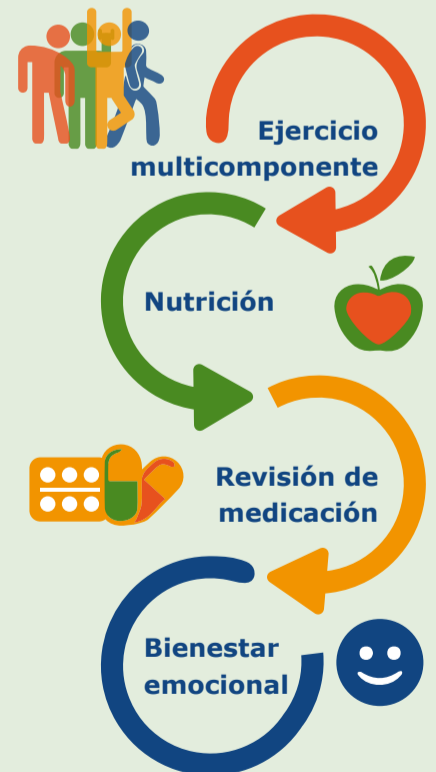 Ejercicio
multicomponente
Nutrición
Revisión de
medicación
Bienestar
emocional